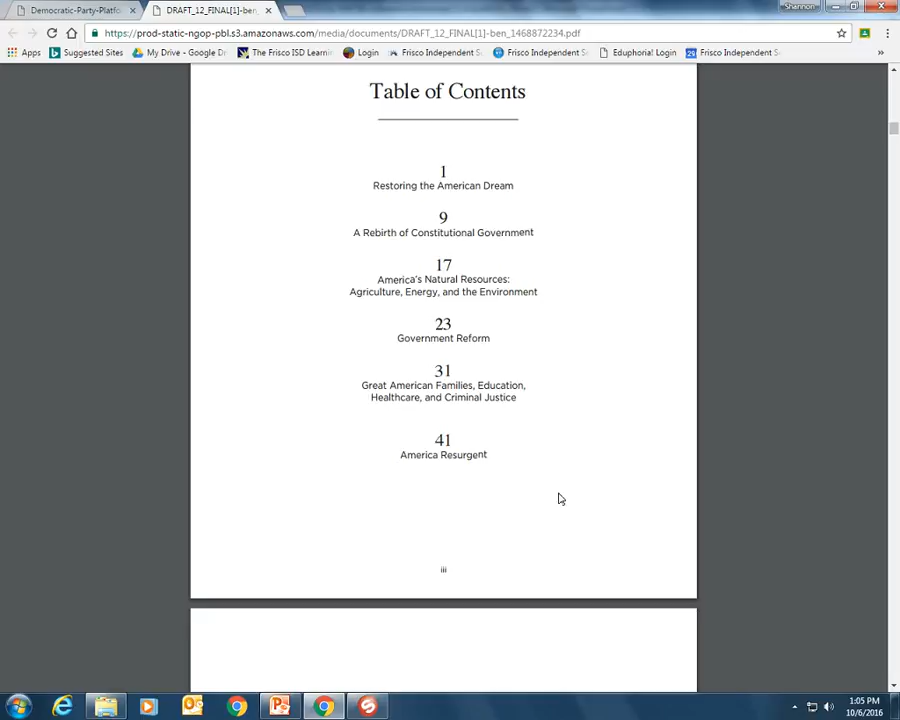 Democratic-Party-Platfo
DRAFT_12_FINAL[1]-ben_
Shannon
https://prod-static-ngop-pbl.s3.amazonaws.com/media/documents/DRAFT_12_FINAL[1]-ben_1468872234.pdf
Apps
Suggested Sites
My Drive - Google Dr
The Frisco ISD Learnin
Login
Frisco Independent S
Frisco Independent S
Eduphoria! Login
Frisco Independent S
»
Table of Contents
1
Restoring the American Dream
9
A Rebirth of Constitutional Government
17
America's Natural Resources:
Agriculture, Energy, and the Environment
23
Government Reform
31
Great American Families, Education,
Healthcare, and Criminal Justice
41
America Resurgent
iii
1:05 PM
10/6/2016